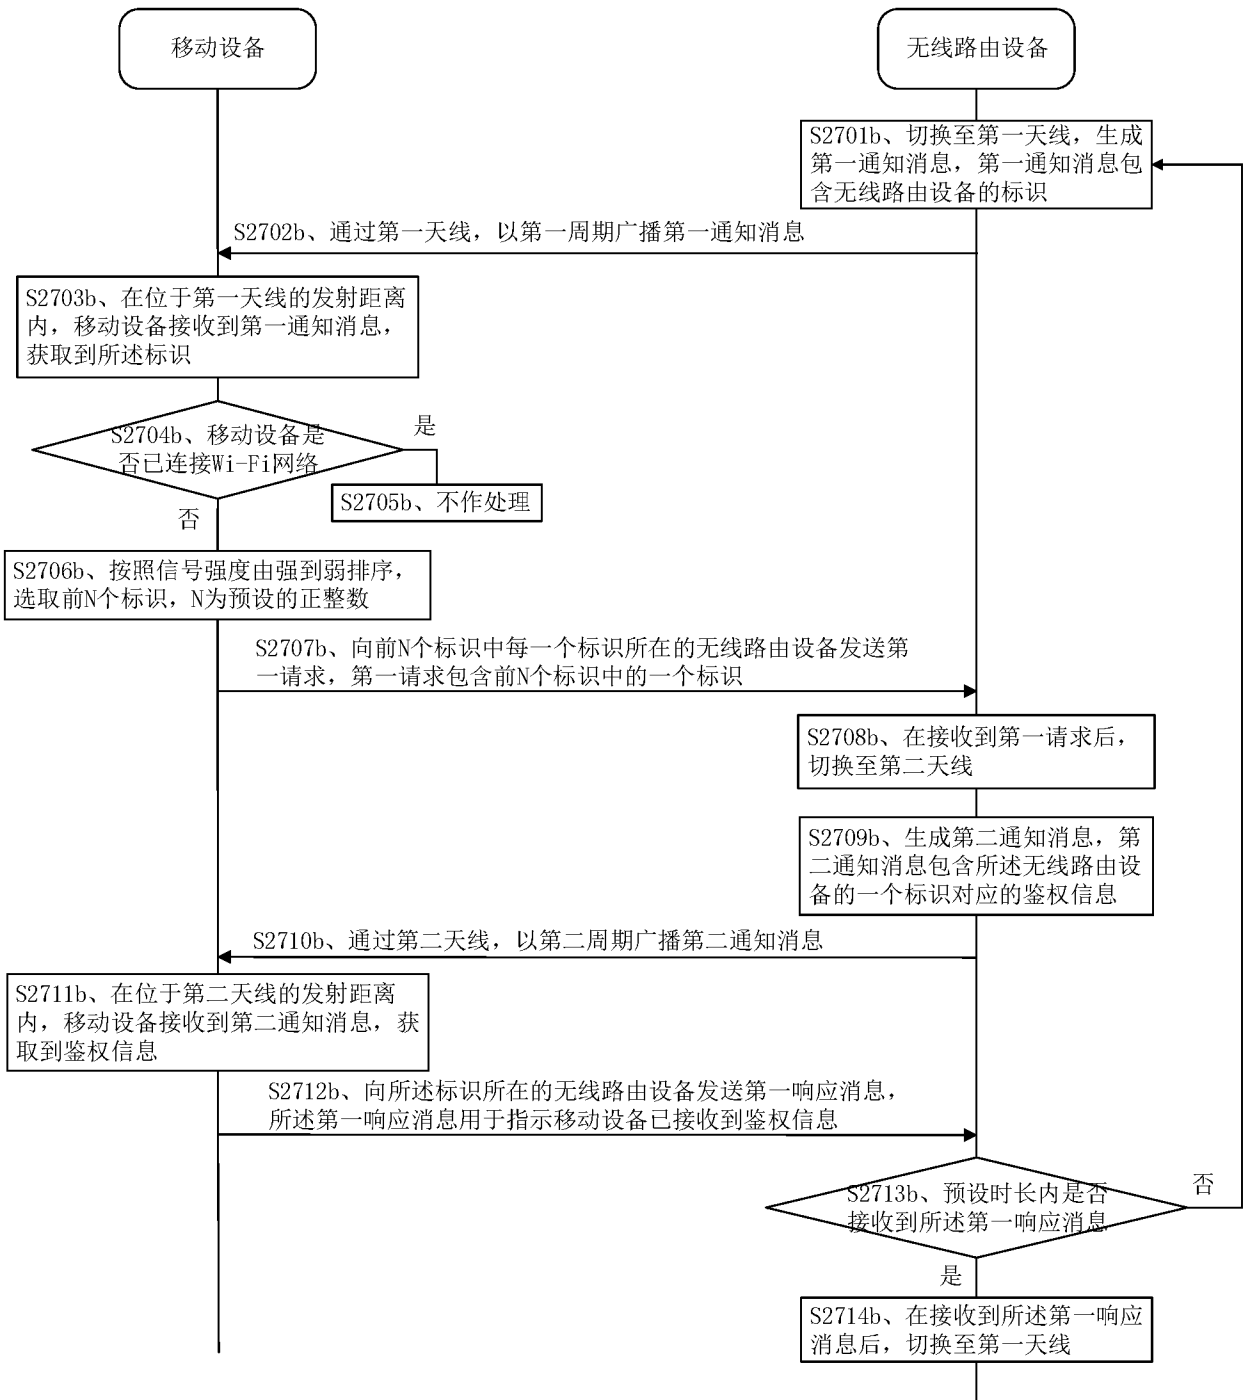 移动设备
无线路由设备
S2701b、切换至第一天线，生成
第一通知消息，第一通知消息包
含无线路由设备的标识
S2702b、通过第一天线，以第一周期广播第一通知消息
S2703b、在位于第一天线的发射距离
内，移动设备接收到第一通知消息，
获取到所述标识
S2704b、移动设备是
否已连接Wi-Fi网络
是
S2705b、不作处理
否
S2706b、按照信号强度由强到弱排序，
选取前N个标识，N为预设的正整数
S2707b、向前N个标识中每一个标识所在的无线路由设备发送第
一请求，第一请求包含前N个标识中的一个标识
S2708b、在接收到第一请求后，
切换至第二天线
S2709b、生成第二通知消息，第
二通知消息包含所述无线路由设
备的一个标识对应的鉴权信息
S2710b、通过第二天线，以第二周期广播第二通知消息
S2711b、在位于第二天线的发射距离
内，移动设备接收到第二通知消息，获
取到鉴权信息
S2712b、向所述标识所在的无线路由设备发送第一响应消息，
所述第一响应消息用于指示移动设备已接收到鉴权信息
S2713b、预设时长内是否
接收到所述第一响应消息
否
是
S2714b、在接收到所述第一响应
消息后，切换至第一天线